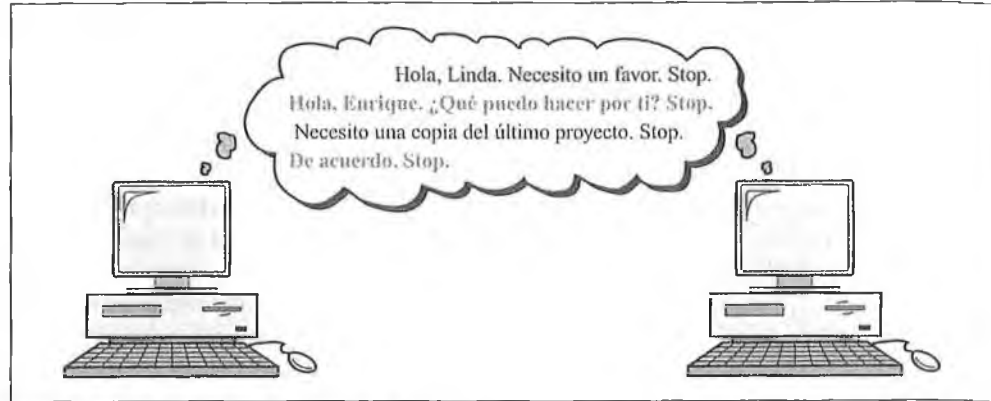 Hola, Linda. Necesito un favor. Stop.
Hola, Enrique. ¿Qué puedo hacer por ti? Stop.
Necesito una copia del último proyecto. Stop.
De acuerdo. Stop.